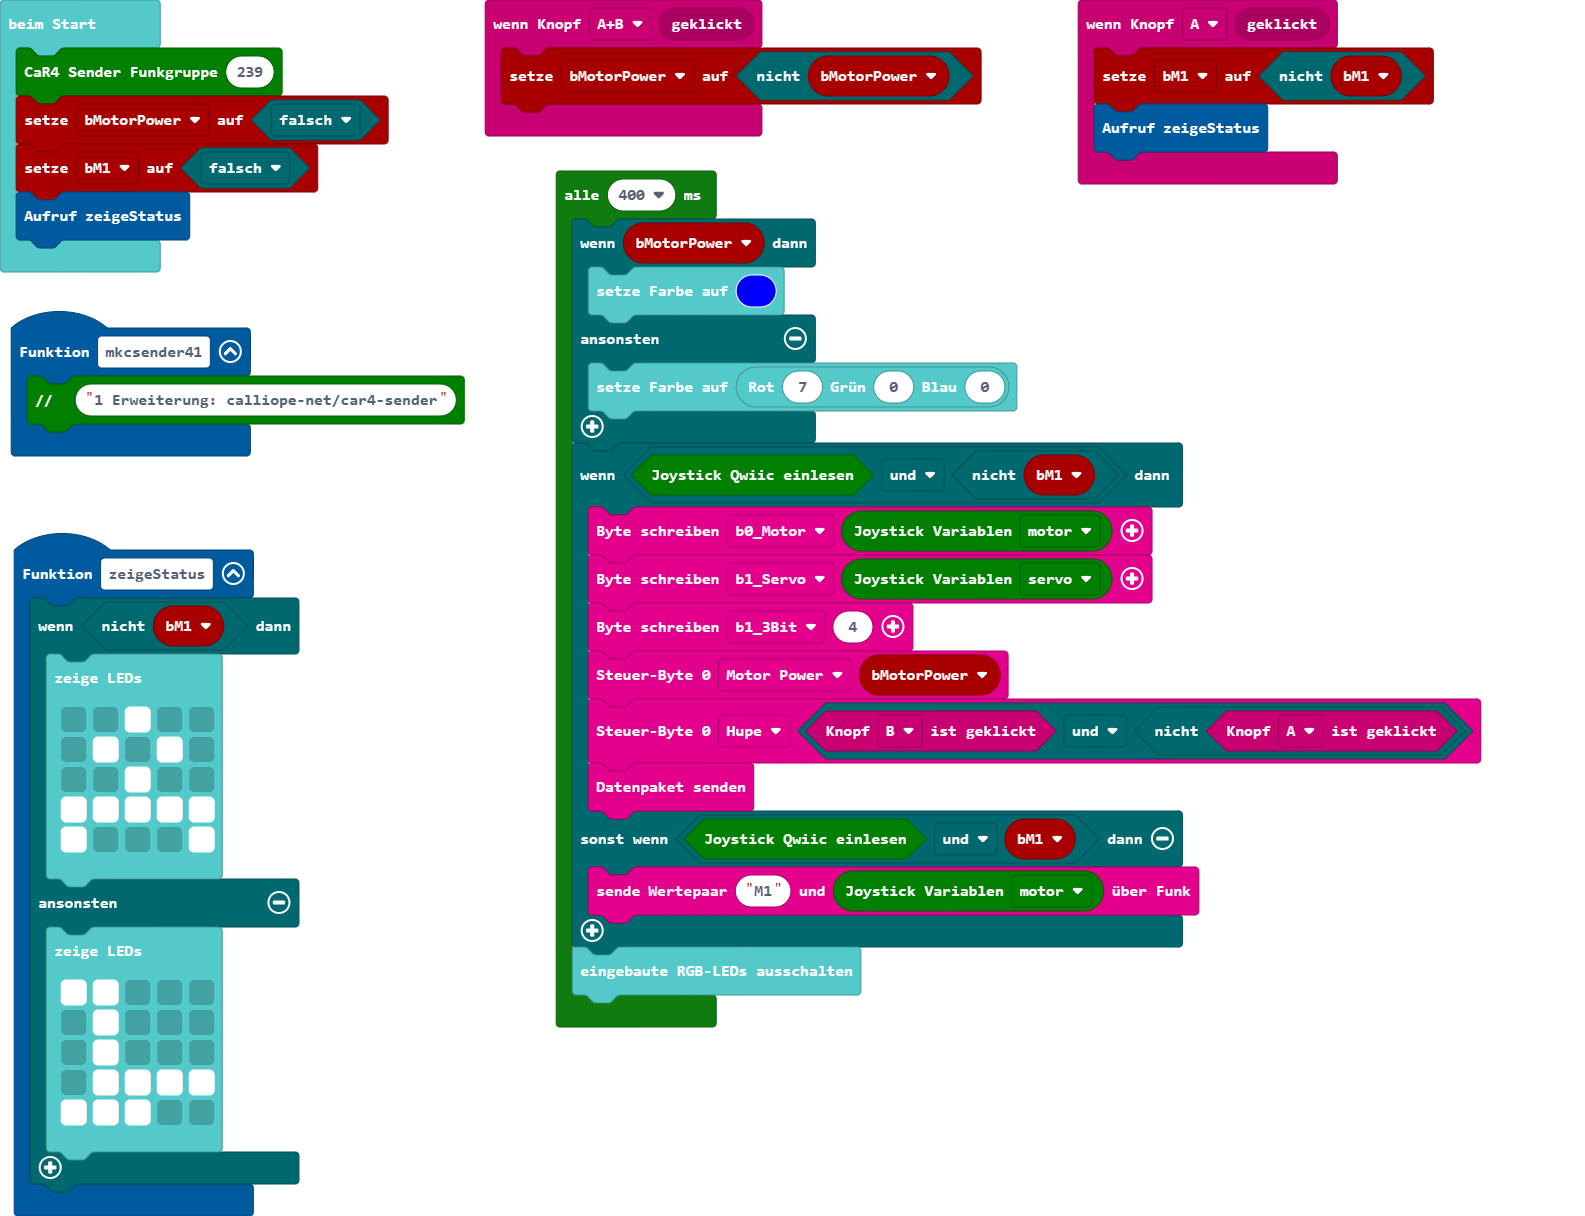 beim Start
CaR4 Sender Funkgruppe 239
setze bMotorPower auf falsch
setze bM1 auf falsch
Aufruf zeigeStatus
Funktion mkcsender41
// "1 Erweiterung: calliope-net/car4-sender"
Funktion zeigeStatus
wenn nicht bM1 dann
zeige LEDs
ansonsten
zeige LEDs
wenn Knopf A+B geklickt
setze bMotorPower auf nicht bMotorPower
alle 400 ms
wenn bMotorPower dann
setze Farbe auf
ansonsten
setze Farbe auf Rot 7 Grün 0 Blau 0
wenn Joystick Qwiic einlesen und nicht bM1 dann
Byte schreiben b0_Motor Joystick Variablen motor
Byte schreiben b1_Servo Joystick Variablen servo
Byte schreiben b1_3Bit 4
Steuer-Byte 0 Motor Power bMotorPower
Steuer-Byte 0 Hupe Knopf B ist geklickt und nicht Knopf A ist geklickt
Datenpaket senden
sonst wenn Joystick Qwiic einlesen und bM1 dann
sende Wertepaar "M1" und Joystick Variablen motor über Funk
eingebaute RGB-LEDs ausschalten
wenn Knopf A geklickt
setze bM1 auf nicht bM1
Aufruf zeigeStatus